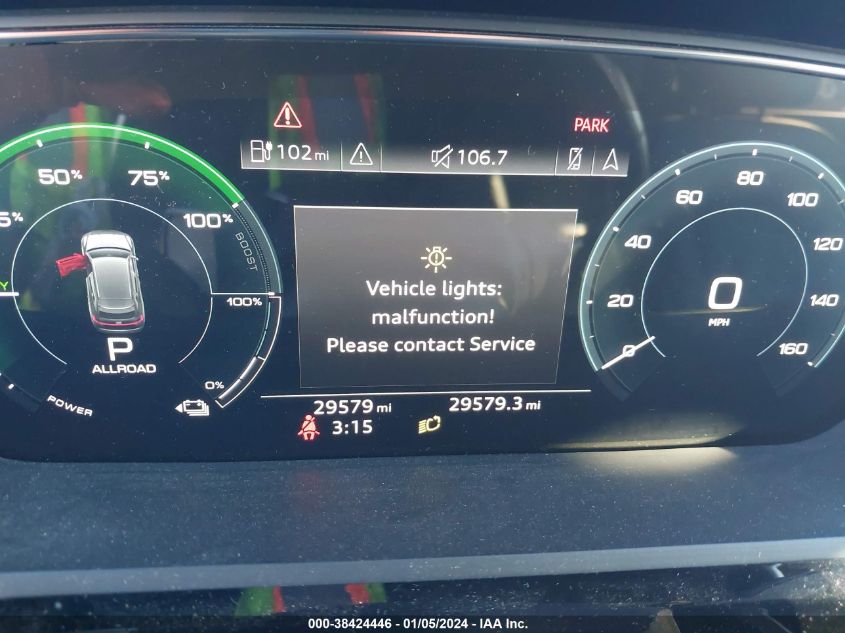 PARK
102 mi
106.7
5%
50%
75%
100%
BOOST
100%
Y
P
ALLROAD
0%
POWER
Vehicle lights:
malfunction!
Please contact Service
0
20
40
60
80
100
120
140
160
0
MPH
29579 mi
29579.3 mi
3:15
000-38424446 - 01/05/2024 - IAA Inc.